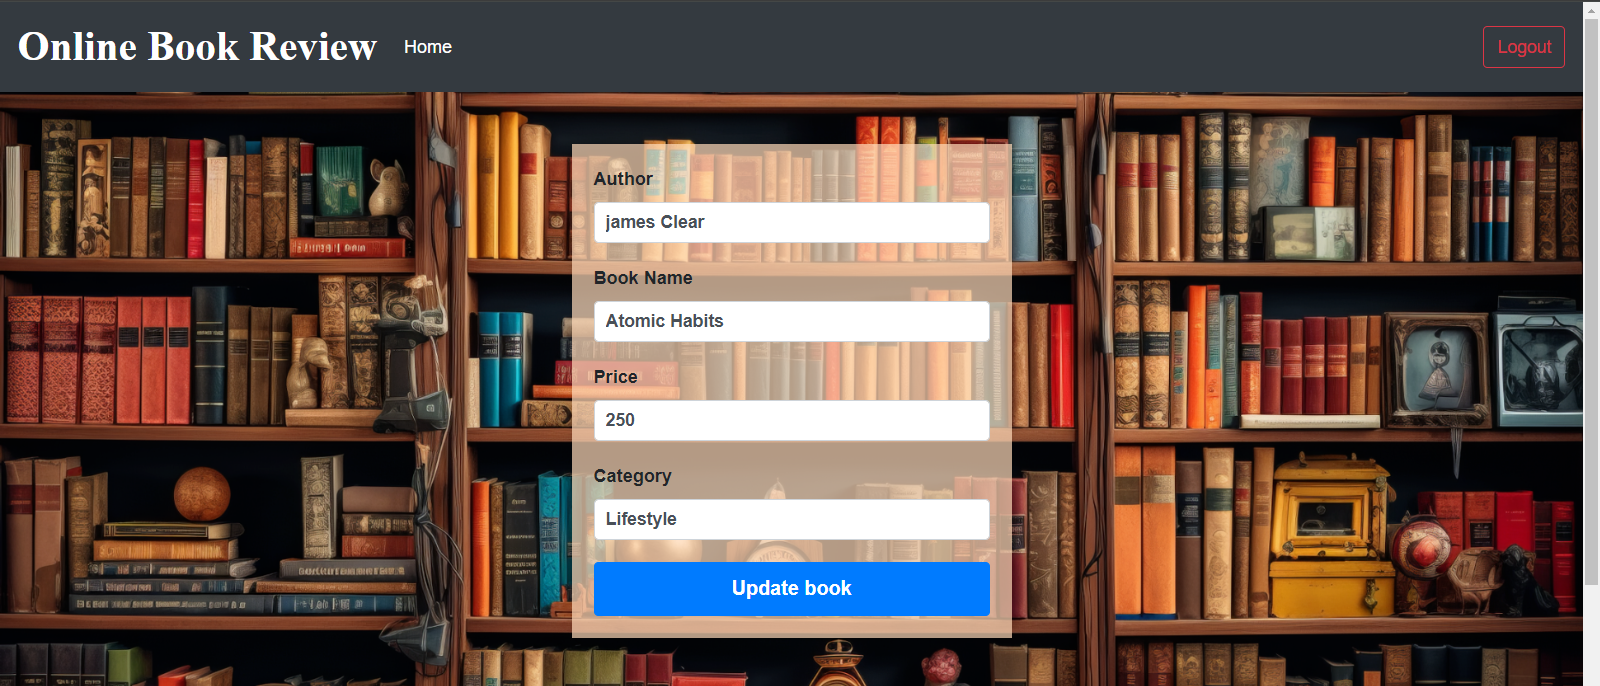 Online Book Review Home Logout
Author
james Clear
Book Name
Atomic Habits
Price
250
Category
Lifestyle
Update book